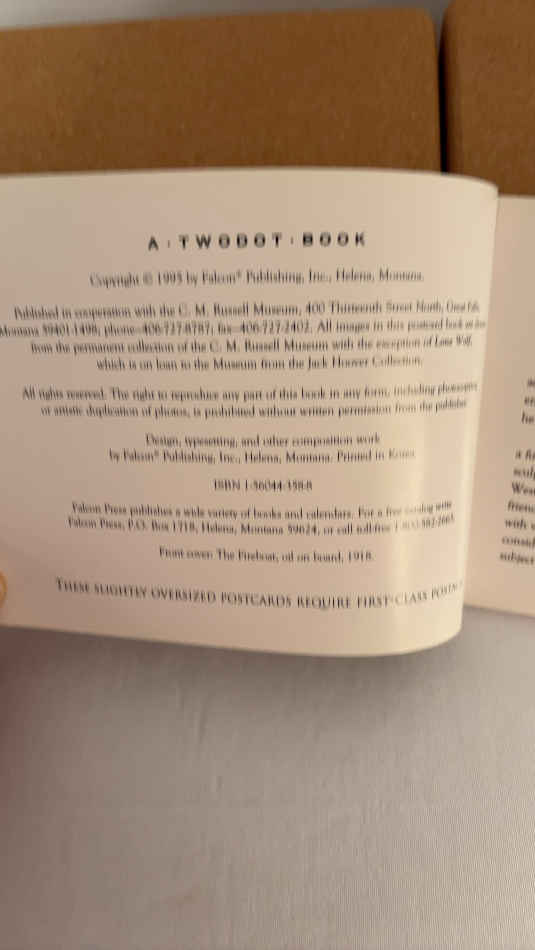 A · TWODOT · BOOK
Copyright © 1995 by Falcon® Publishing, Inc., Helena, Montana.
Published in cooperation with the C. M. Russell Museum, 400 Thirteenth Street North, Great Falls,
Montana 59401-1498; phone—406-727-8787; fax—406-727-2402. All images in this postcard book are
from the permanent collection of the C. M. Russell Museum with the exception of Lone Wolf,
which is on loan to the Museum from the Jack Hoover Collection.
All rights reserved. The right to reproduce any part of this book in any form, including photocopies
or artistic duplication of photos, is prohibited without written permission from the publisher.
Design, typesetting, and other composition work
by Falcon® Publishing, Inc., Helena, Montana. Printed in Korea.
ISBN 1-56044-358-8
Falcon Press publishes a wide variety of books and calendars. For a free catalog write
Falcon Press, P.O. Box 1718, Helena, Montana 59624, or call toll-free 1-800-582-2665.
Front cover: The Fireboat, oil on board, 1918.
THESE SLIGHTLY OVERSIZED POSTCARDS REQUIRE FIRST-CLASS
he
a
with
subject